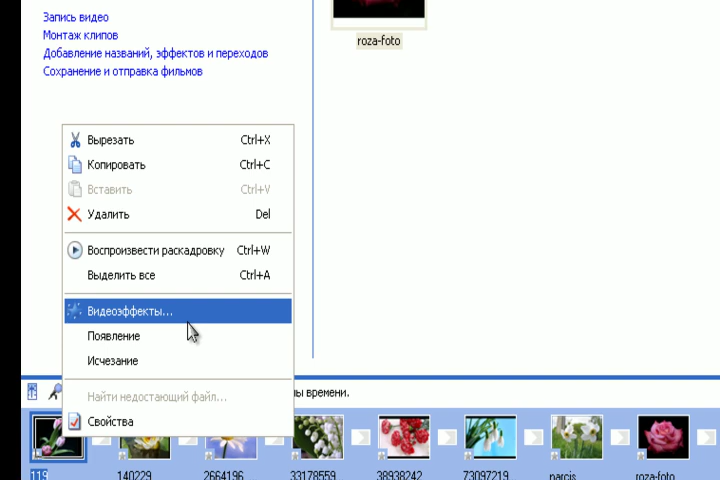 Запись видео
Монтаж клипов
Добавление названий, эффектов и переходов
Сохранение и отправка фильмов
roza-foto
Вырезать Ctrl+X
Копировать Ctrl+C
Вставить Ctrl+V
Удалить Del
Воспроизвести раскадровку Ctrl+W
Выделить все Ctrl+A
Видеоэффекты...
Появление
Исчезание
Найти недостающий файл...
Свойства
времени.
119 140229 2664196 33178559 38938242 73097219 narcis roza-foto